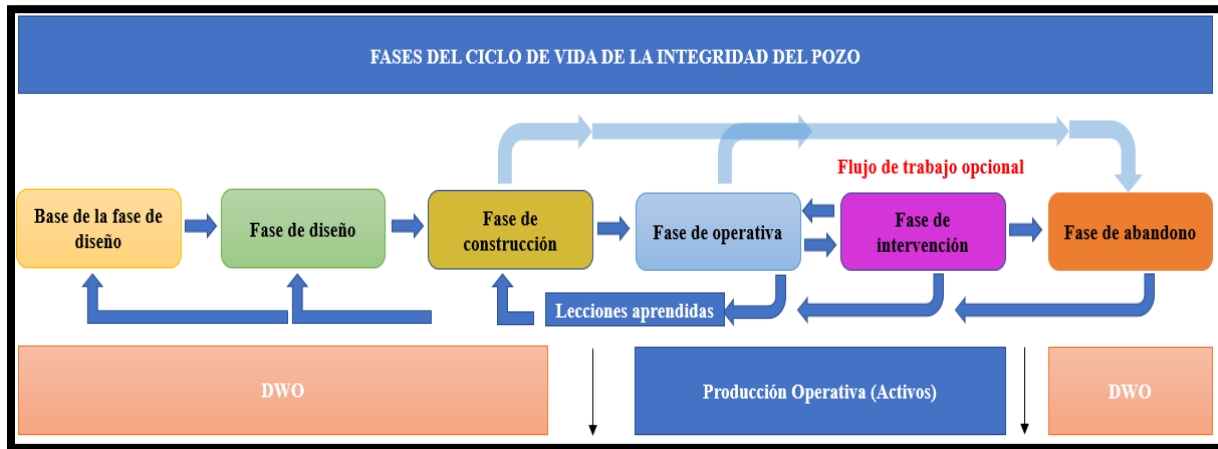 FASES DEL CICLO DE VIDA DE LA INTEGRIDAD DEL POZO
Flujo de trabajo opcional
Base de la fase de
diseño
Fase de diseño
Fase de
construcción
Fase de operativa
Fase de
intervención
Fase de abandono
Lecciones aprendidas
DWO
Producción Operativa (Activos)
DWO